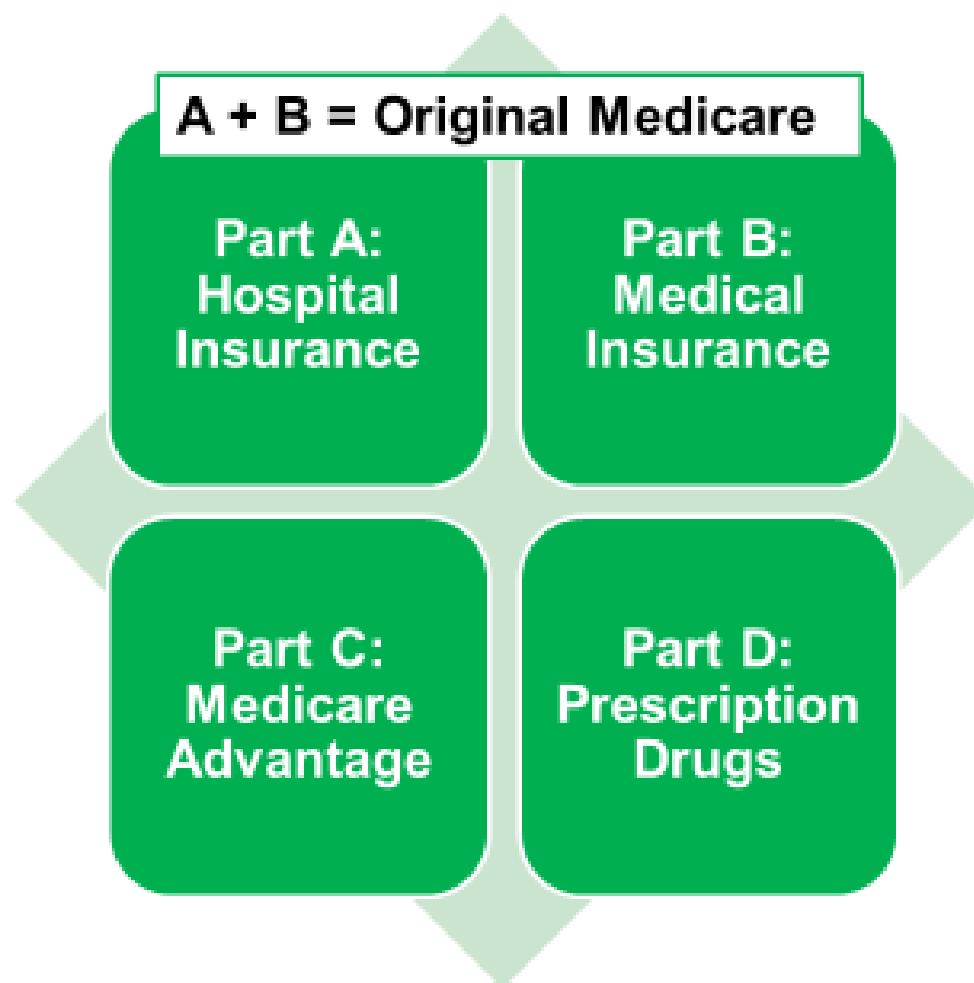 A + B = Original Medicare
Part A:
Hospital
Insurance
Part B:
Medical
Insurance
Part C:
Medicare
Advantage
Part D:
Prescription
Drugs